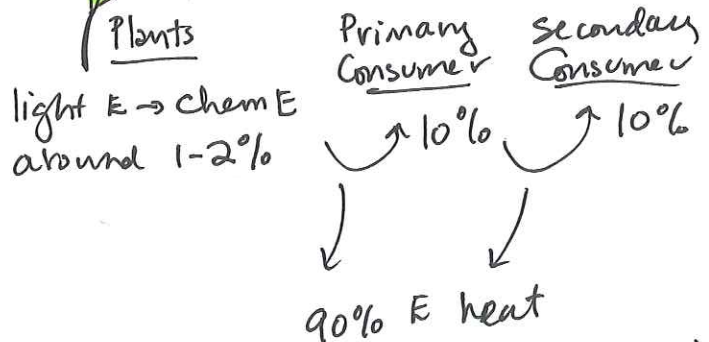 Plants
light E → Chem E
around 1-2%
Primary
Consumer
10%
Secondary
Consumer
10%
90% E heat